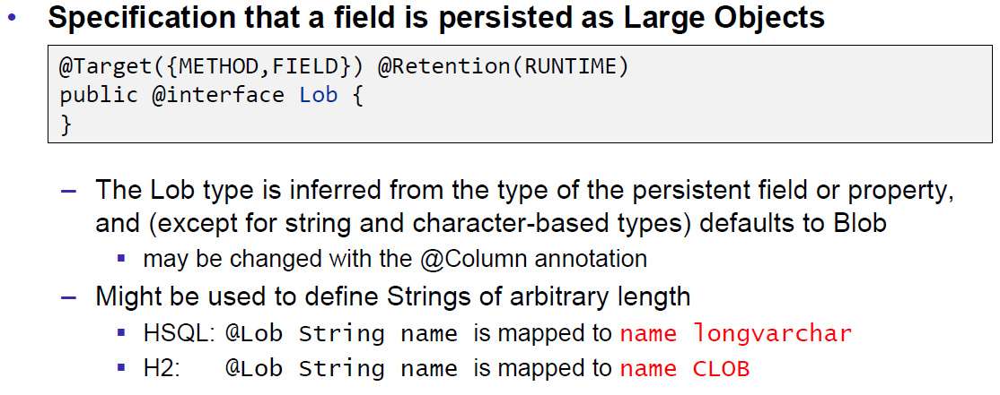 • Specification that a field is persisted as Large Objects
@Target({METHOD,FIELD}) @Retention(RUNTIME)
public @interface Lob {
}
– The Lob type is inferred from the type of the persistent field or property,
and (except for string and character-based types) defaults to Blob
▪ may be changed with the @Column annotation
– Might be used to define Strings of arbitrary length
▪ HSQL: @Lob String name is mapped to name longvarchar
▪ H2: @Lob String name is mapped to name CLOB